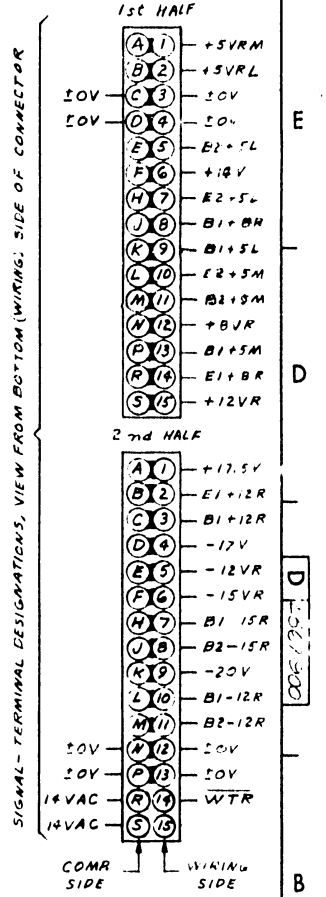 1st HALF
A 1 +5VRM
B 2 +5VRL
±0V C 3 ±0V
±0V D 4 ±0V
E 5 B2+5L
F 6 +14V
H 7 E2+5L
J 8 B1+8R
K 9 B1+5L
L 10 E2+5M
M 11 B2+5M
N 12 +8VR
P 13 B1+5M
R 14 E1+8R
S 15 +12VR
2nd HALF
A 1 +17.5V
B 2 E1+12R
C 3 B1+12R
D 4 -17V
E 5 -12VR
F 6 -15VR
H 7 B1-15R
J 8 B2-15R
K 9 -20V
L 10 B1-12R
M 11 B2-12R
±0V N 12 ±0V
±0V P 13 ±0V
14VAC R 14 WTR
14VAC S 15
COMP SIDE
WIRING SIDE
SIGNAL-TERMINAL DESIGNATIONS, VIEW FROM BOTTOM (WIRING) SIDE OF CONNECTOR
E
D
D
B